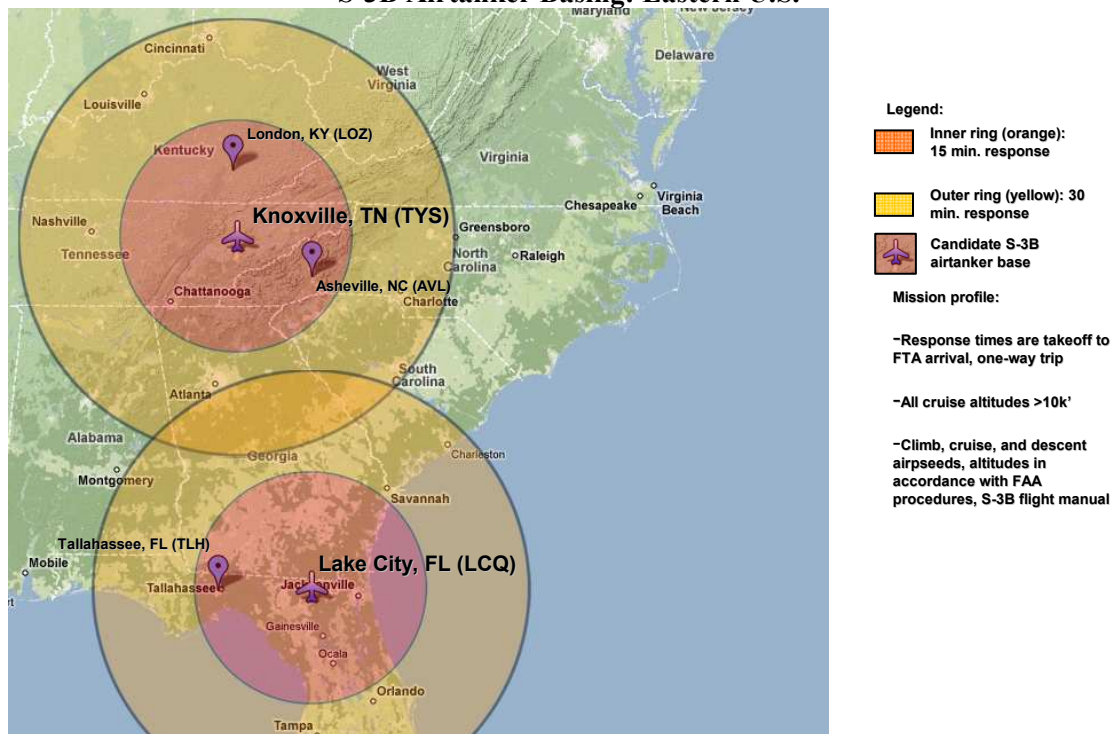 S-3B Airtanker Basing: Eastern U.S.
Maryland
New Jersey
Cincinnati
Delaware
West
Virginia
Louisville
London, KY (LOZ)
Kentucky
Virginia
Virginia
Beach
Chesapeake
Knoxville, TN (TYS)
Nashville
Tennessee
Greensboro
North
Carolina
Raleigh
Asheville, NC (AVL)
Chattanooga
Charlotte
South
Carolina
Atlanta
Alabama
Georgia
Charleston
Montgomery
Savannah
Tallahassee, FL (TLH)
Mobile
Lake City, FL (LCQ)
Tallahassee
Jacksonville
Gainesville
Ocala
Orlando
Tampa
Legend:
Inner ring (orange):
15 min. response
Outer ring (yellow): 30
min. response
Candidate S-3B
airtanker base
Mission profile:
–Response times are takeoff to
FTA arrival, one-way trip
–All cruise altitudes >10k'
–Climb, cruise, and descent
airpseeds, altitudes in
accordance with FAA
procedures, S-3B flight manual